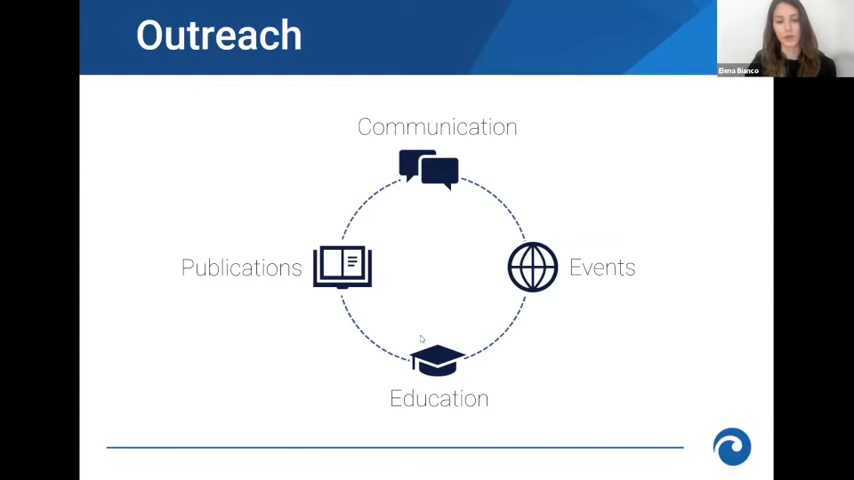 Outreach
Elena Bianco
Communication
Publications
Events
Education